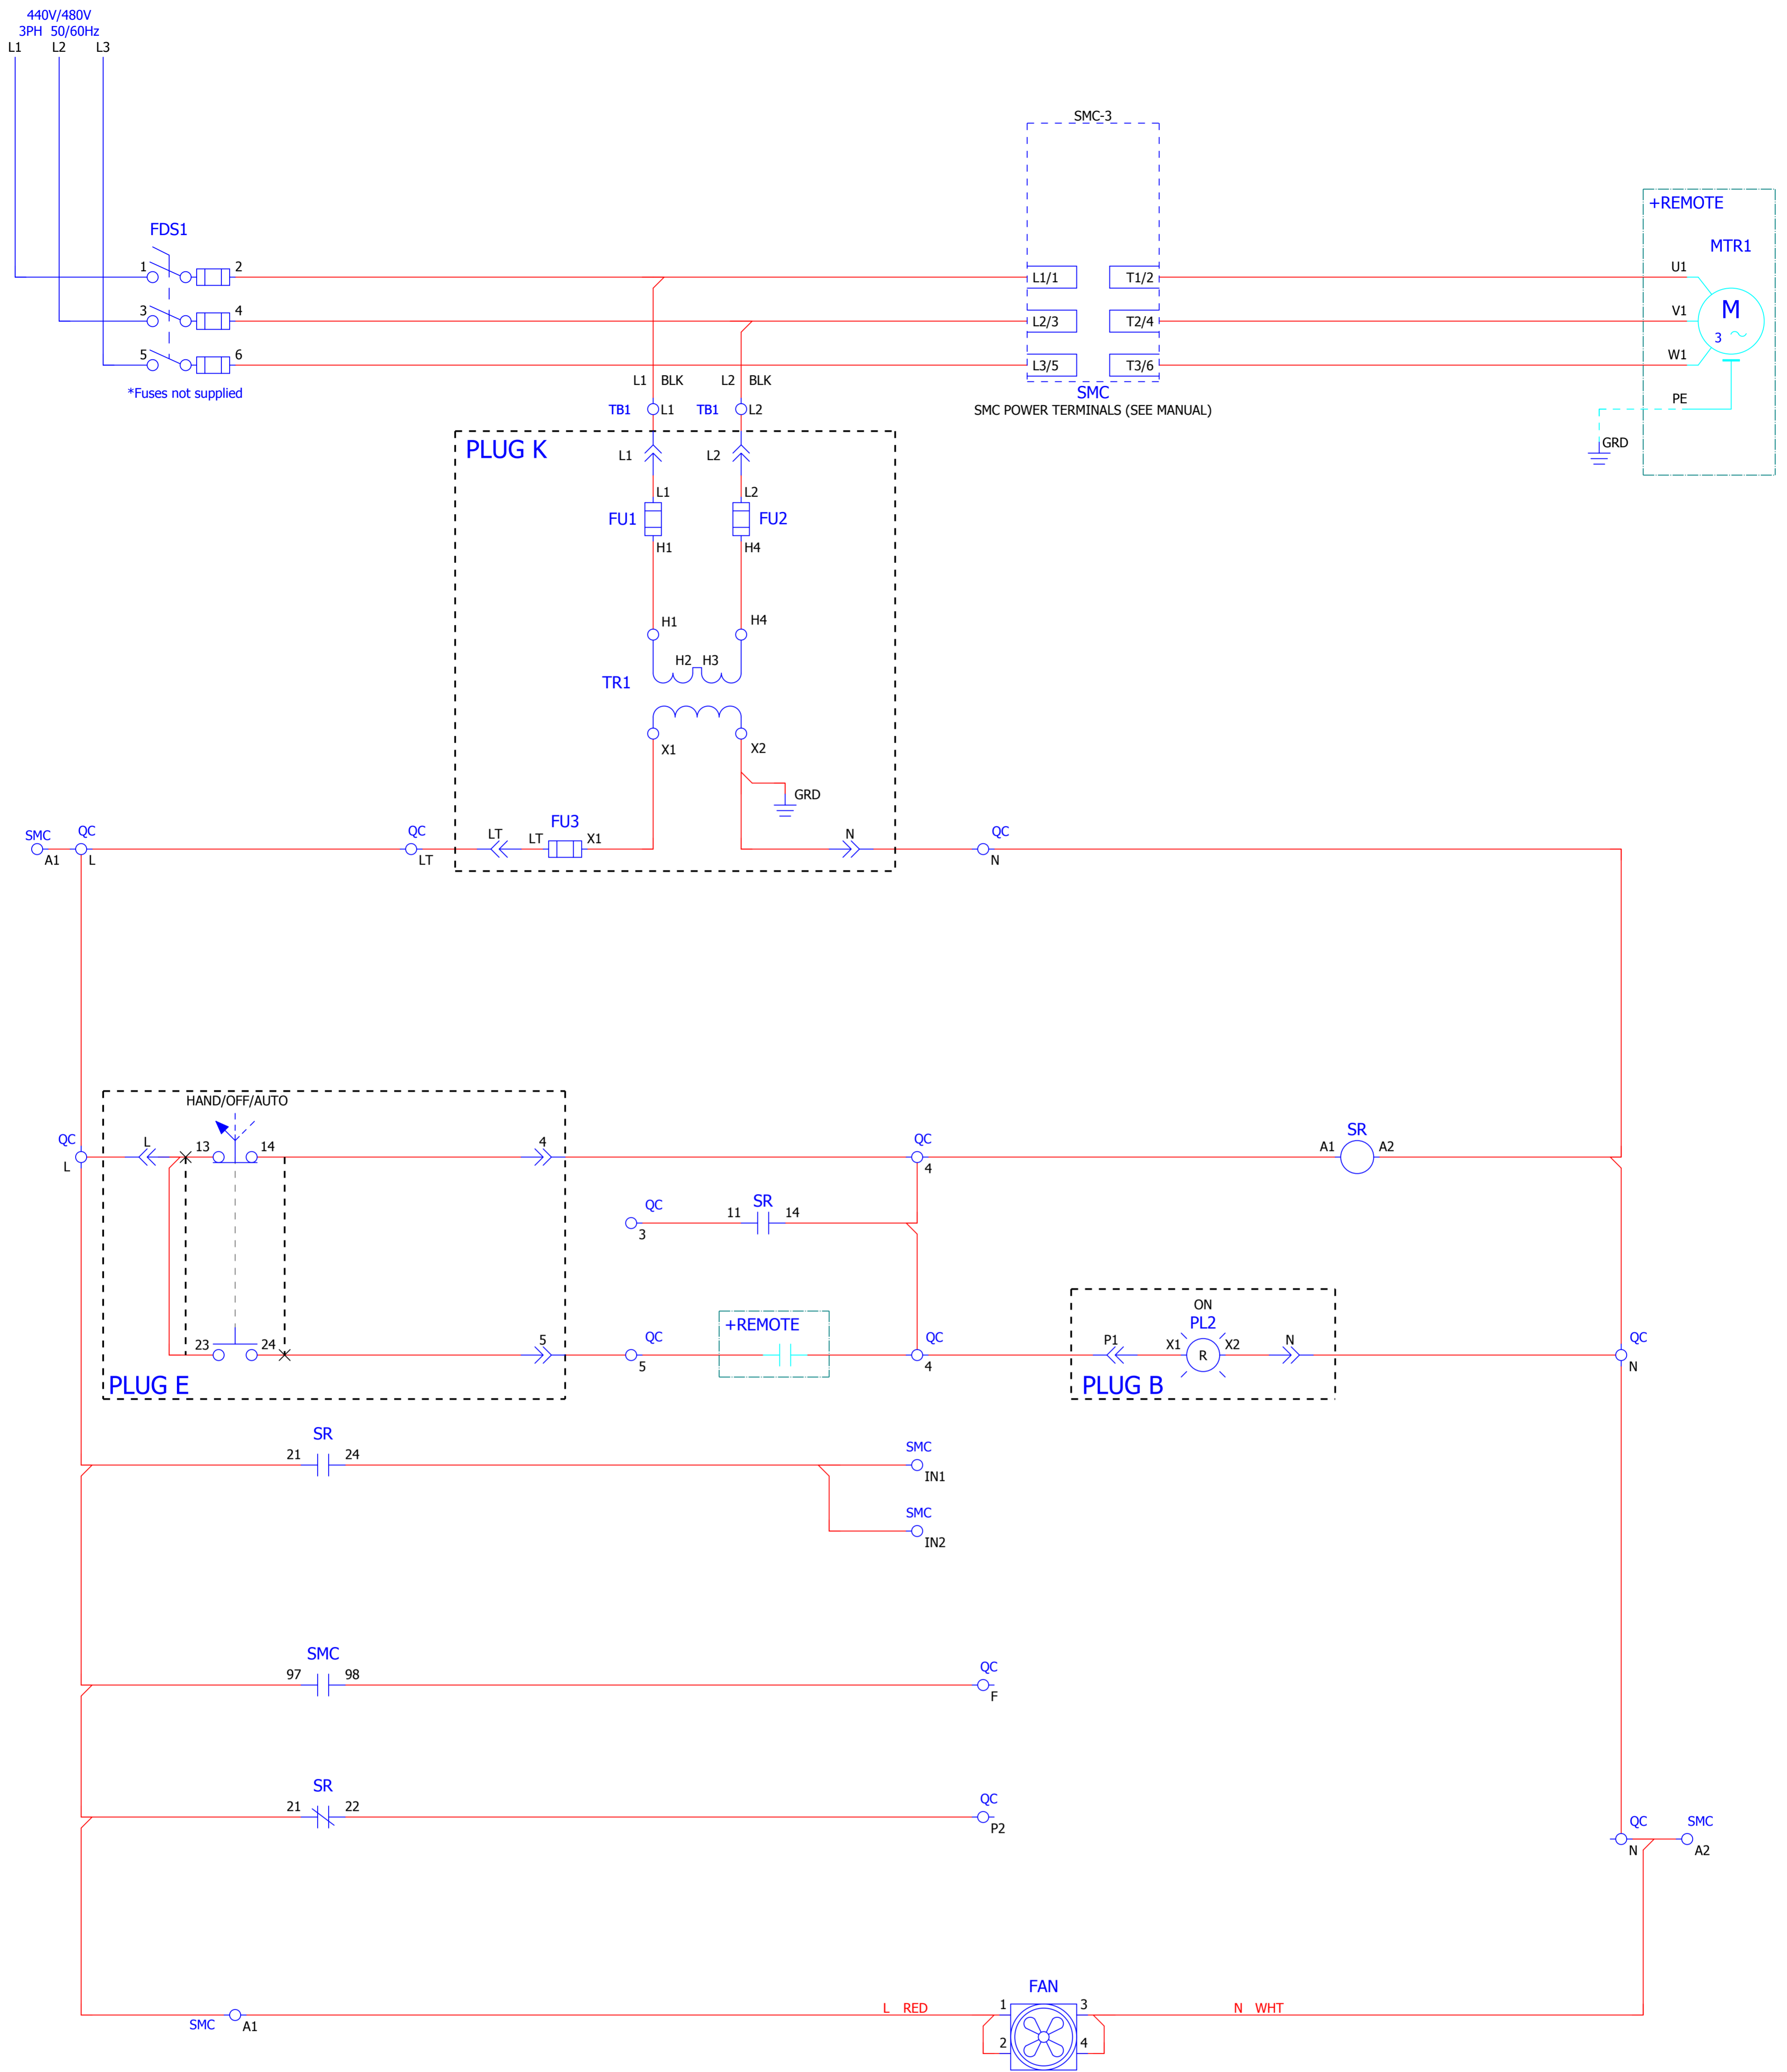 440V/480V
3PH 50/60Hz
L1 L2 L3
SMC-3
+REMOTE
MTR1
FDS1
1 2 L1/1 T1/2 U1
3 4 L2/3 T2/4 V1
M
3
5 6 L3/5 T3/6 W1
*Fuses not supplied
L1 BLK L2 BLK
SMC
SMC POWER TERMINALS (SEE MANUAL)
PE
GRD
TB1 L1 TB1 L2
PLUG K
L1 L2
L1 L2
FU1 FU2
H1 H4
H1 H4
H2 H3
TR1
X1 X2
GRD
SMC QC QC FU3 QC
LT LT X1 N
A1 L LT N
HAND/OFF/AUTO
QC L 13 14 4 QC SR
A1 A2
L 4
QC SR
11 14
3
+REMOTE
ON
PL2
23 24 5 QC QC P1 X1 X2 N QC
R
5 4 N
PLUG E PLUG B
SR
21 24 SMC
IN1
SMC
IN2
SMC
97 98 QC
F
SR
21 22 QC
P2
QC SMC
N A2
FAN
L RED 1 3 N WHT
SMC A1
2 4